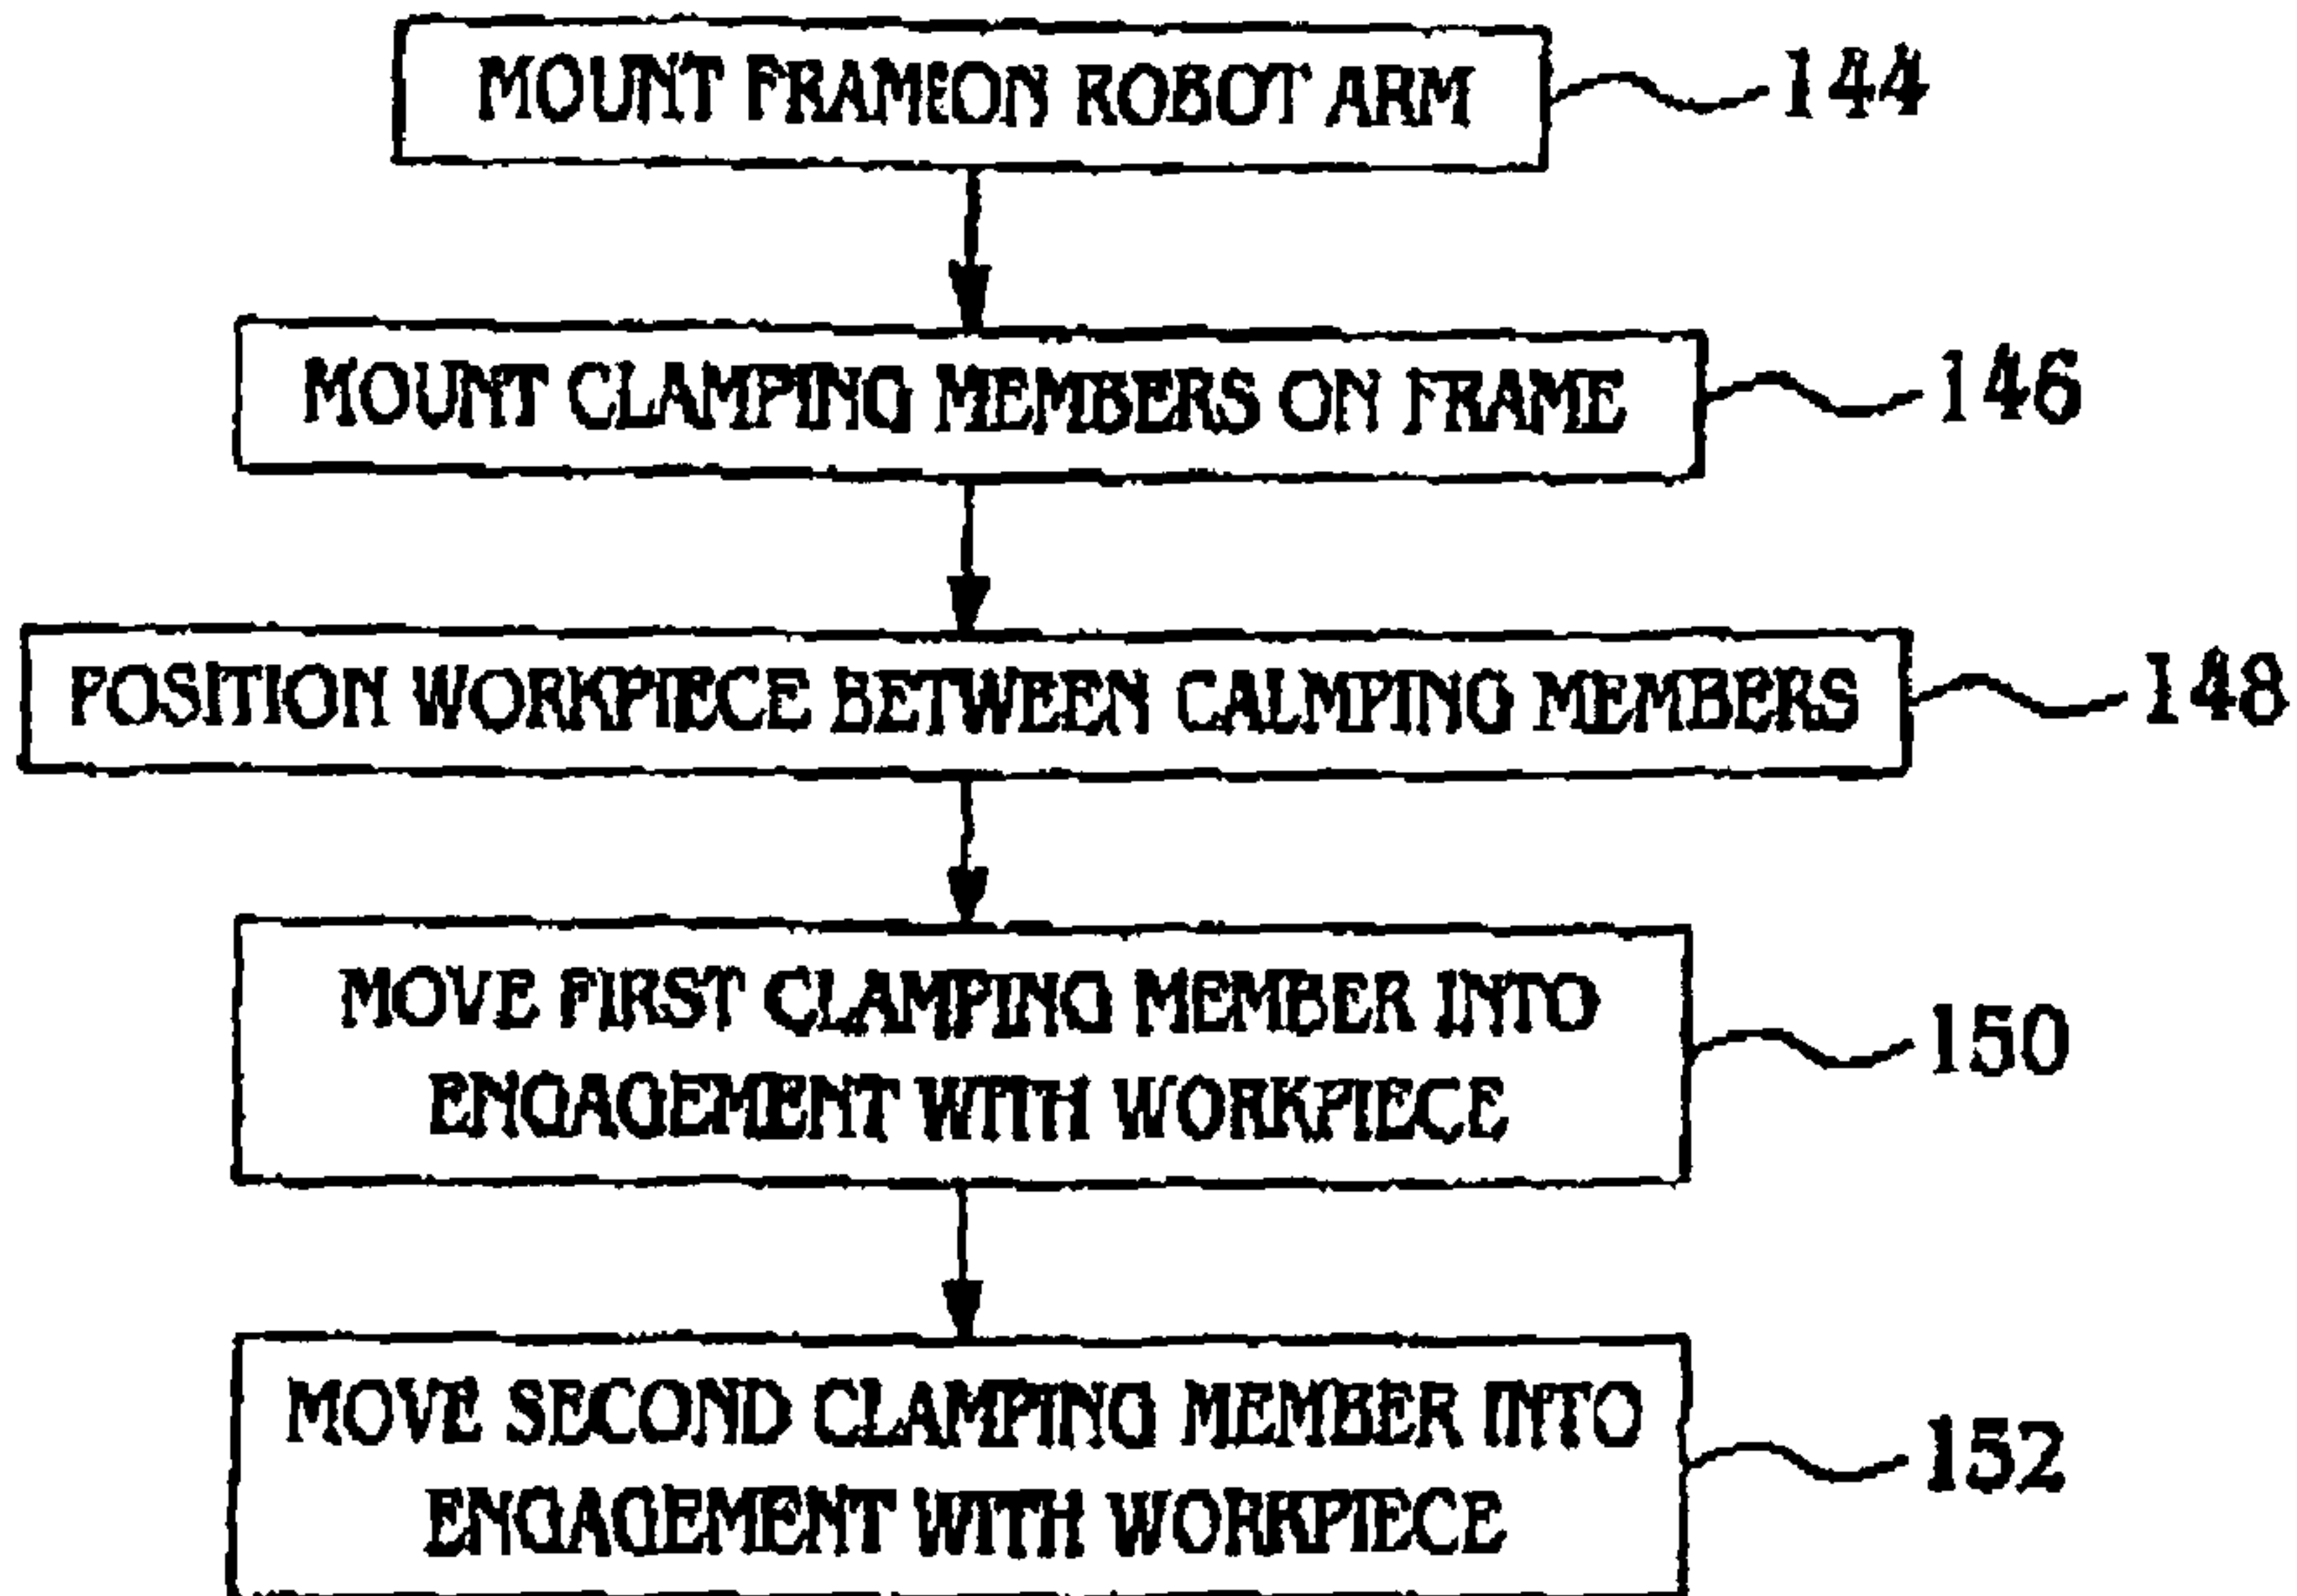 MOUNT FRAMEON ROBOT ARM
144
MOUNT CLAMPING MEMBERS ON FRAME
146
POSITION WORKPIECE BETWEEN CALMPING MEMBERS
148
MOVE FIRST CLAMPING MEMBER INTO
ENGAGEMENT WITH WORKPIECE
150
MOVE SECOND CLAMPING MEMBER INTO
ENGAGEMENT WITH WORKPIECE
152